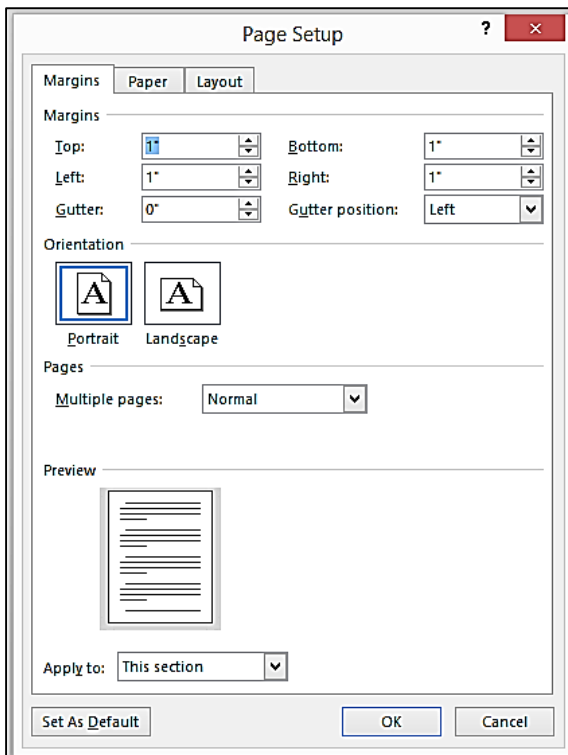 Page Setup ?
Margins Paper Layout
Margins
Top: 1" Bottom: 1"
Left: 1" Right: 1"
Gutter: 0" Gutter position: Left
Orientation
A A
Portrait Landscape
Pages
Multiple pages: Normal
Preview
Apply to: This section
Set As Default OK Cancel